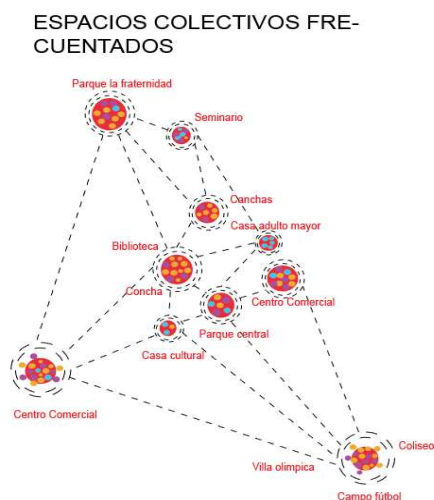 ESPACIOS COLECTIVOS FRE-
CUENTADOS
Parque la fraternidad
Seminario
Canchas
Casa adulto mayor
Biblioteca
Concha
Centro Comercial
Parque central
Casa cultural
Centro Comercial
Coliseo
Villa olimpica
Campo fútbol